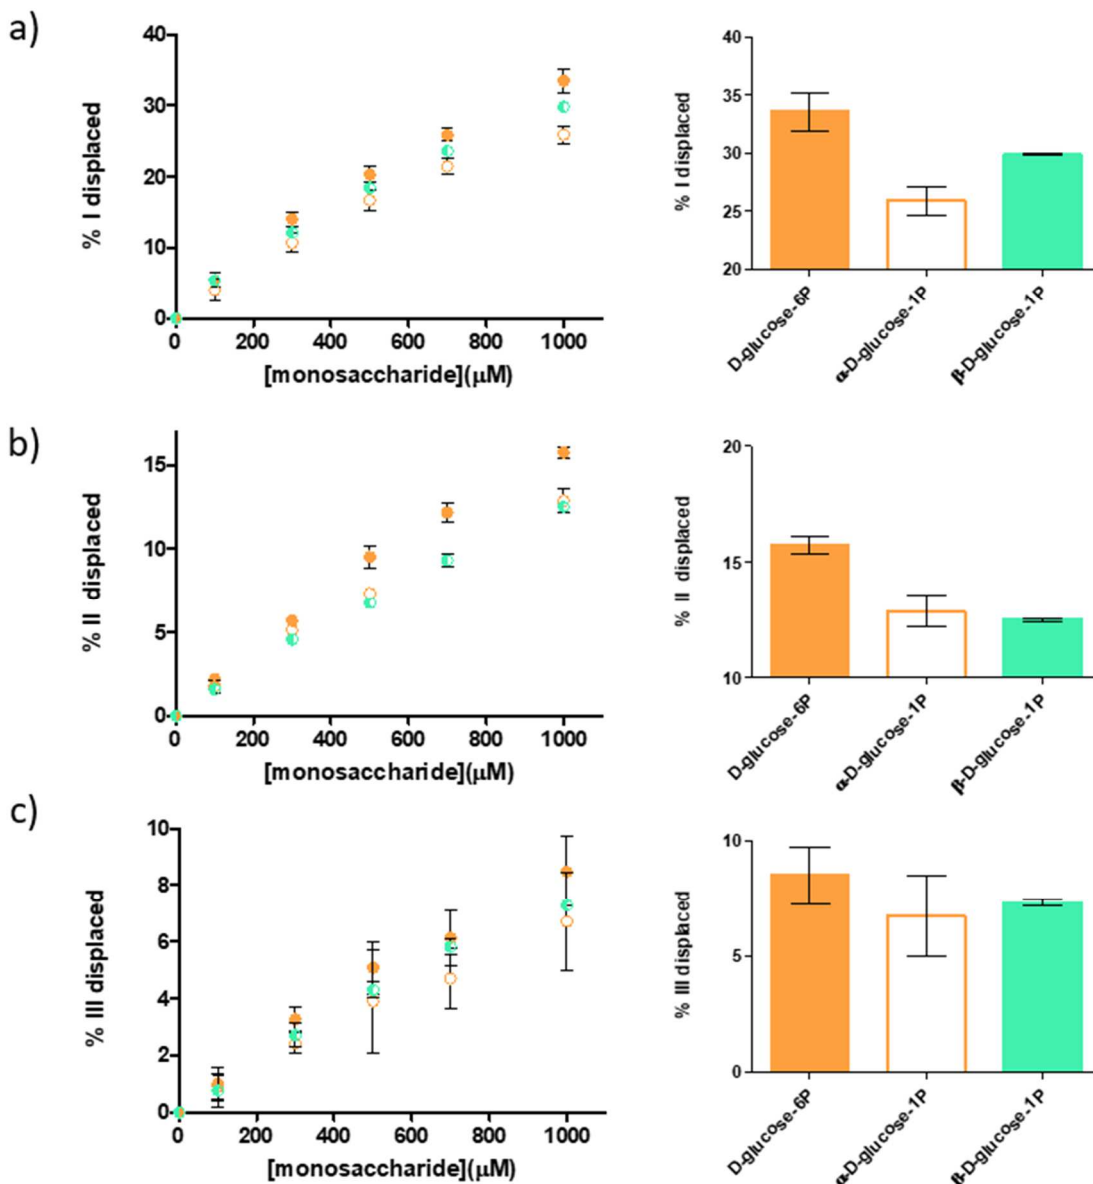 a)
% I displaced
40
30
20
10
0
0 200 400 600 800 1000
[monosaccharide](μM)
% I displaced
40
35
30
25
20
D-glucose-6P
α-D-glucose-1P
β-D-glucose-1P
b)
% II displaced
15
10
5
0
0 200 400 600 800 1000
[monosaccharide](μM)
% II displaced
20
15
10
D-glucose-6P
α-D-glucose-1P
β-D-glucose-1P
c)
% III displaced
10
8
6
4
2
0
0 200 400 600 800 1000
[monosaccharide](μM)
% III displaced
10
5
0
D-glucose-6P
α-D-glucose-1P
β-D-glucose-1P